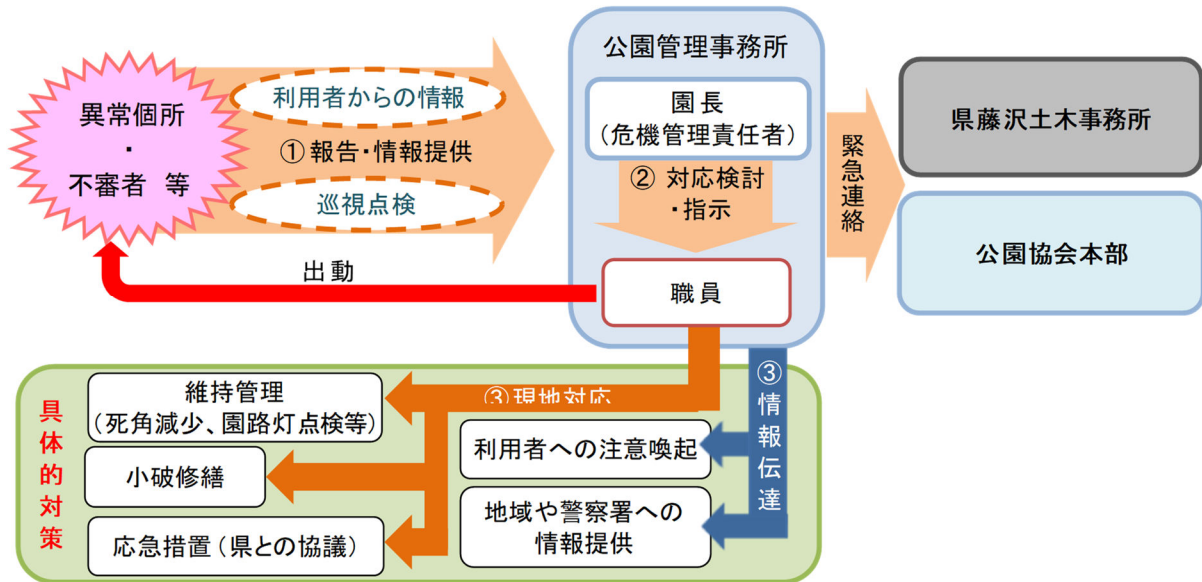 異常個所
・
不審者 等
利用者からの情報
①報告・情報提供
巡視点検
出動
公園管理事務所
園長
(危機管理責任者)
② 対応検討
・指示
職員
緊急連絡
県藤沢土木事務所
公園協会本部
具体的対策
維持管理
(死角減少、園路灯点検等)
小破修繕
応急措置(県との協議)
③現地対応
利用者への注意喚起
地域や警察署への
情報提供
③情報伝達